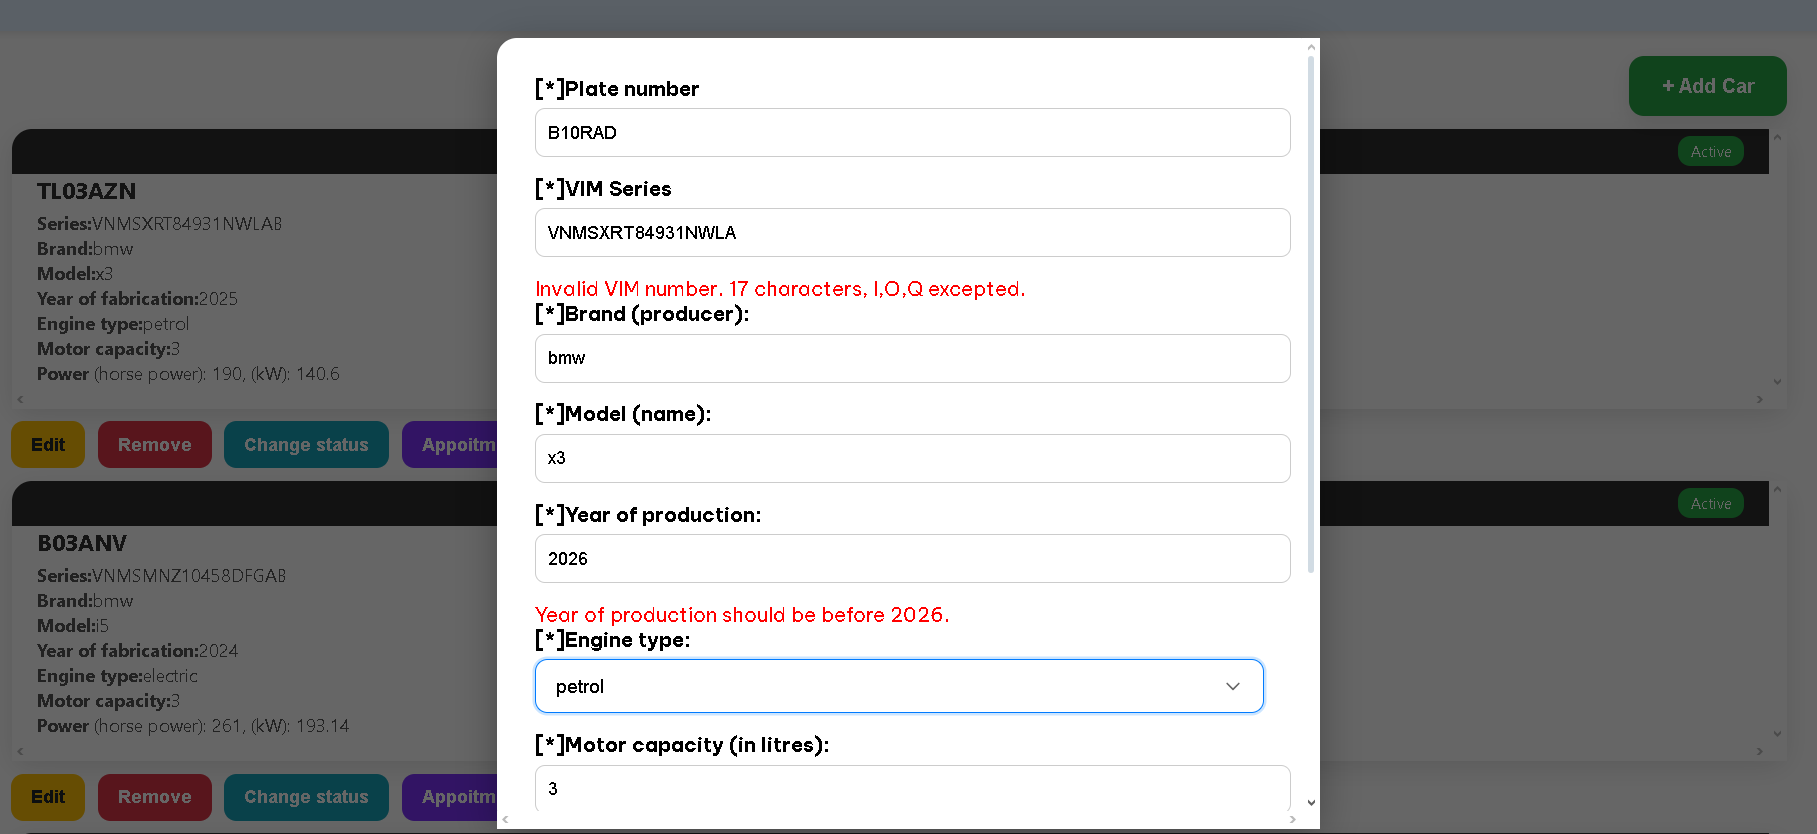 + Add Car
Active
TL03AZN
Series:VNMSXRT84931NWLAB
Brand:bmw
Model:x3
Year of fabrication:2025
Engine type:petrol
Motor capacity:3
Power (horse power): 190, (kW): 140.6
Edit
Remove
Change status
Appoitm
Active
B03ANV
Series:VNMSMNZ10458DFGAB
Brand:bmw
Model:i5
Year of fabrication:2024
Engine type:electric
Motor capacity:3
Power (horse power): 261, (kW): 193.14
Edit
Remove
Change status
Appoitm
[*]Plate number
B10RAD
[*]VIM Series
VNMSXRT84931NWLA
Invalid VIM number. 17 characters, I,O,Q excepted.
[*]Brand (producer):
bmw
[*]Model (name):
x3
[*]Year of production:
2026
Year of production should be before 2026.
[*]Engine type:
petrol
[*]Motor capacity (in litres):
3